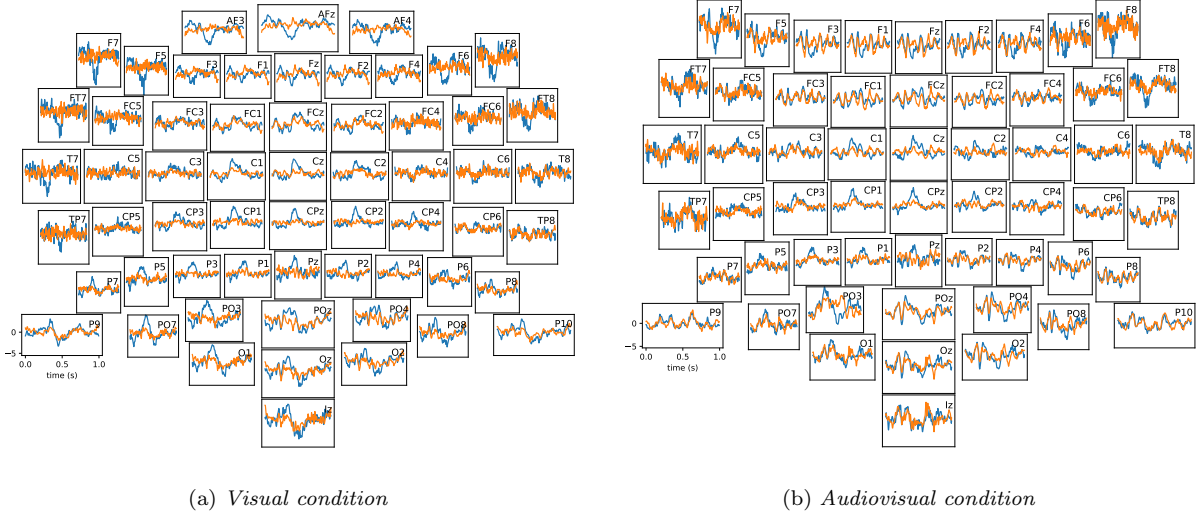 AF3 AFz AF4
F7 F5 F3 F1 Fz F2 F4 F6 F8
FT7 FC5 FC3 FC1 FCz FC2 FC4 FC6 FT8
T7 C5 C3 C1 Cz C2 C4 C6 T8
TP7 CP5 CP3 CP1 CPz CP2 CP4 CP6 TP8
P7 P5 P3 P1 Pz P2 P4 P6 P8
P9 PO7 PO3 POz PO4 PO8 P10
O1 Oz O2
Iz
0
−5
0.0 0.5 1.0
time (s)
(a) Visual condition
F7 F5 F3 F1 Fz F2 F4 F6 F8
FT7 FC5 FC3 FC1 FCz FC2 FC4 FC6 FT8
T7 C5 C3 C1 Cz C2 C4 C6 T8
TP7 CP5 CP3 CP1 CPz CP2 CP4 CP6 TP8
P7 P5 P3 P1 Pz P2 P4 P6 P8
P9 PO7 PO3 POz PO4 PO8 P10
O1 Oz O2
Iz
0
−5
0.0 0.5 1.0
time (s)
(b) Audiovisual condition